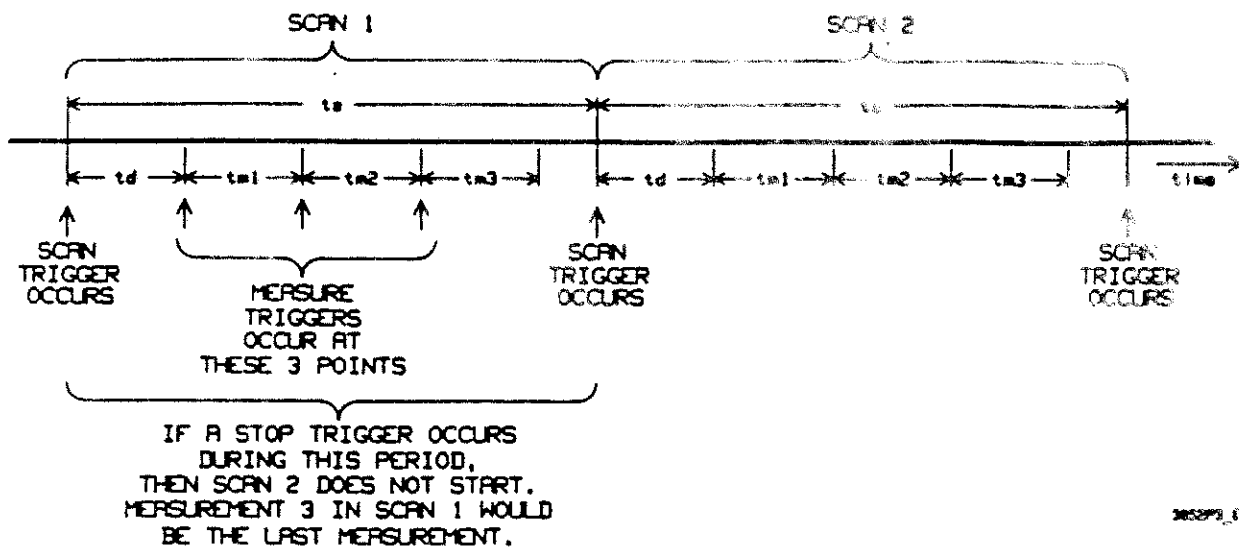 SCAN 1
SCAN 2
ts
ts
td
tm1
tm2
tm3
td
tm1
tm2
tm3
time
SCAN
TRIGGER
OCCURS
MEASURE
TRIGGERS
OCCUR AT
THESE 3 POINTS
SCAN
TRIGGER
OCCURS
SCAN
TRIGGER
OCCURS
IF A STOP TRIGGER OCCURS
DURING THIS PERIOD,
THEN SCAN 2 DOES NOT START.
MEASUREMENT 3 IN SCAN 1 WOULD
BE THE LAST MEASUREMENT.